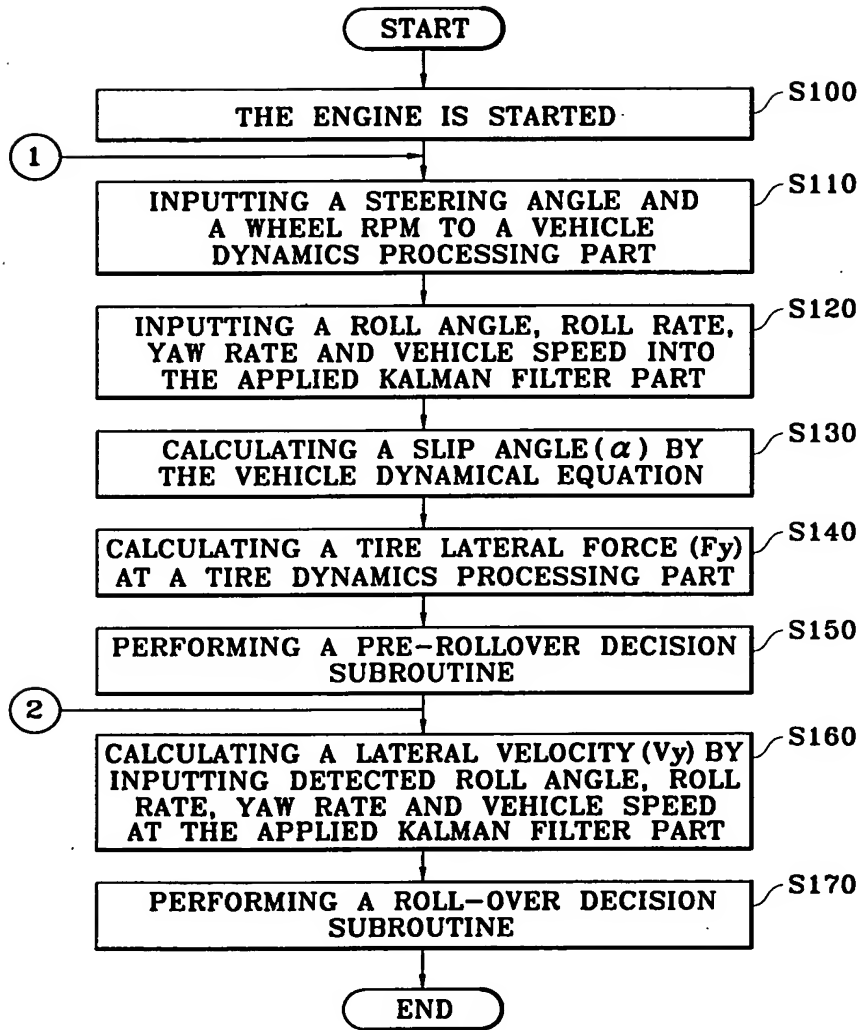 START
THE ENGINE IS STARTED
S100
1
INPUTTING A STEERING ANGLE AND
A WHEEL RPM TO A VEHICLE
DYNAMICS PROCESSING PART
S110
INPUTTING A ROLL ANGLE, ROLL RATE,
YAW RATE AND VEHICLE SPEED INTO
THE APPLIED KALMAN FILTER PART
S120
CALCULATING A SLIP ANGLE(α) BY
THE VEHICLE DYNAMICAL EQUATION
S130
CALCULATING A TIRE LATERAL FORCE(Fy)
AT A TIRE DYNAMICS PROCESSING PART
S140
PERFORMING A PRE-ROLLOVER DECISION
SUBROUTINE
S150
2
CALCULATING A LATERAL VELOCITY(Vy) BY
INPUTTING DETECTED ROLL ANGLE, ROLL
RATE, YAW RATE AND VEHICLE SPEED
AT THE APPLIED KALMAN FILTER PART
S160
PERFORMING A ROLL-OVER DECISION
SUBROUTINE
S170
END